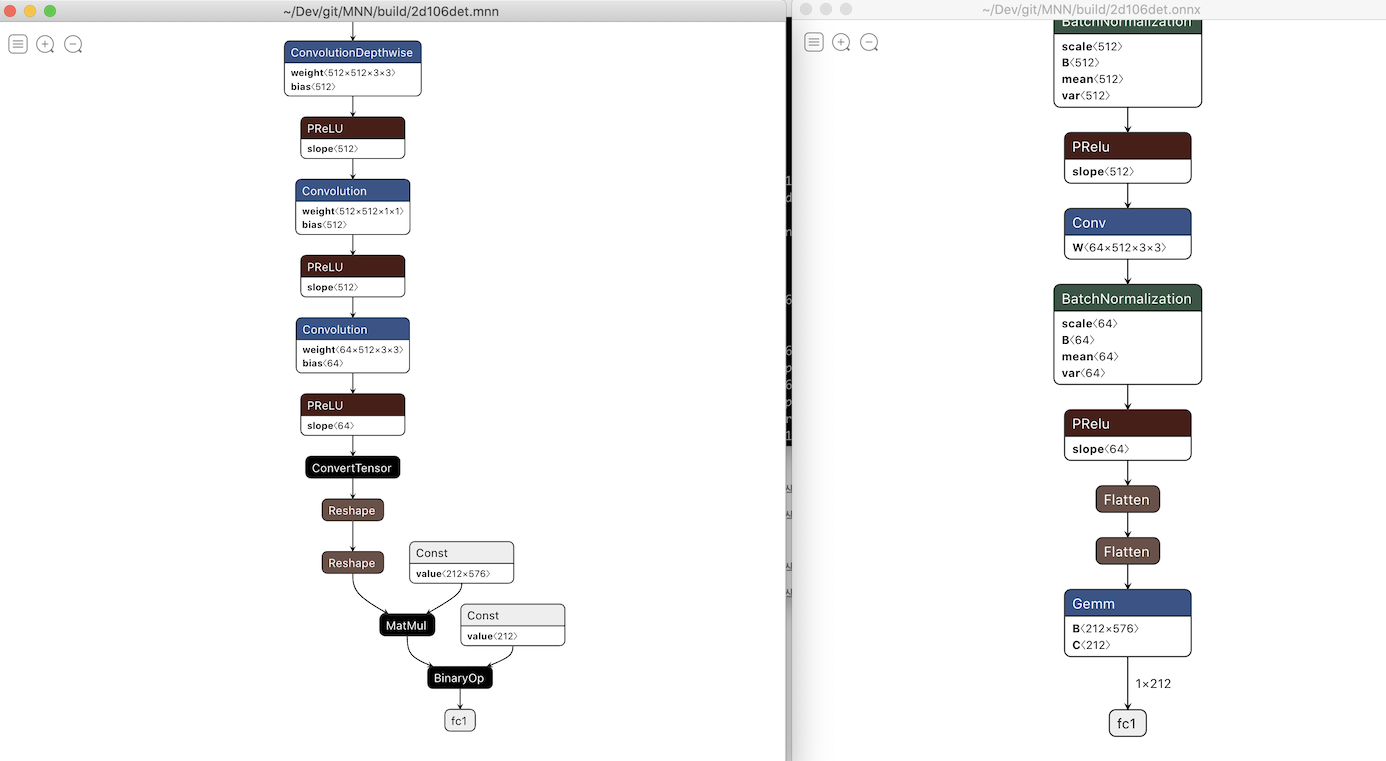 ~/Dev/git/MNN/build/2d106det.mnn
ConvolutionDepthwise
weight〈512×512×3×3〉
bias〈512〉
PReLU
slope〈512〉
Convolution
weight〈512×512×1×1〉
bias〈512〉
PReLU
slope〈512〉
Convolution
weight〈64×512×3×3〉
bias〈64〉
PReLU
slope〈64〉
ConvertTensor
Reshape
Reshape
Const
value〈212×576〉
MatMul
Const
value〈212〉
BinaryOp
fc1
~/Dev/git/MNN/build/2d106det.onnx
BatchNormalization
scale〈512〉
B〈512〉
mean〈512〉
var〈512〉
PRelu
slope〈512〉
Conv
W〈64×512×3×3〉
BatchNormalization
scale〈64〉
B〈64〉
mean〈64〉
var〈64〉
PRelu
slope〈64〉
Flatten
Flatten
Gemm
B〈212×576〉
C〈212〉
1×212
fc1